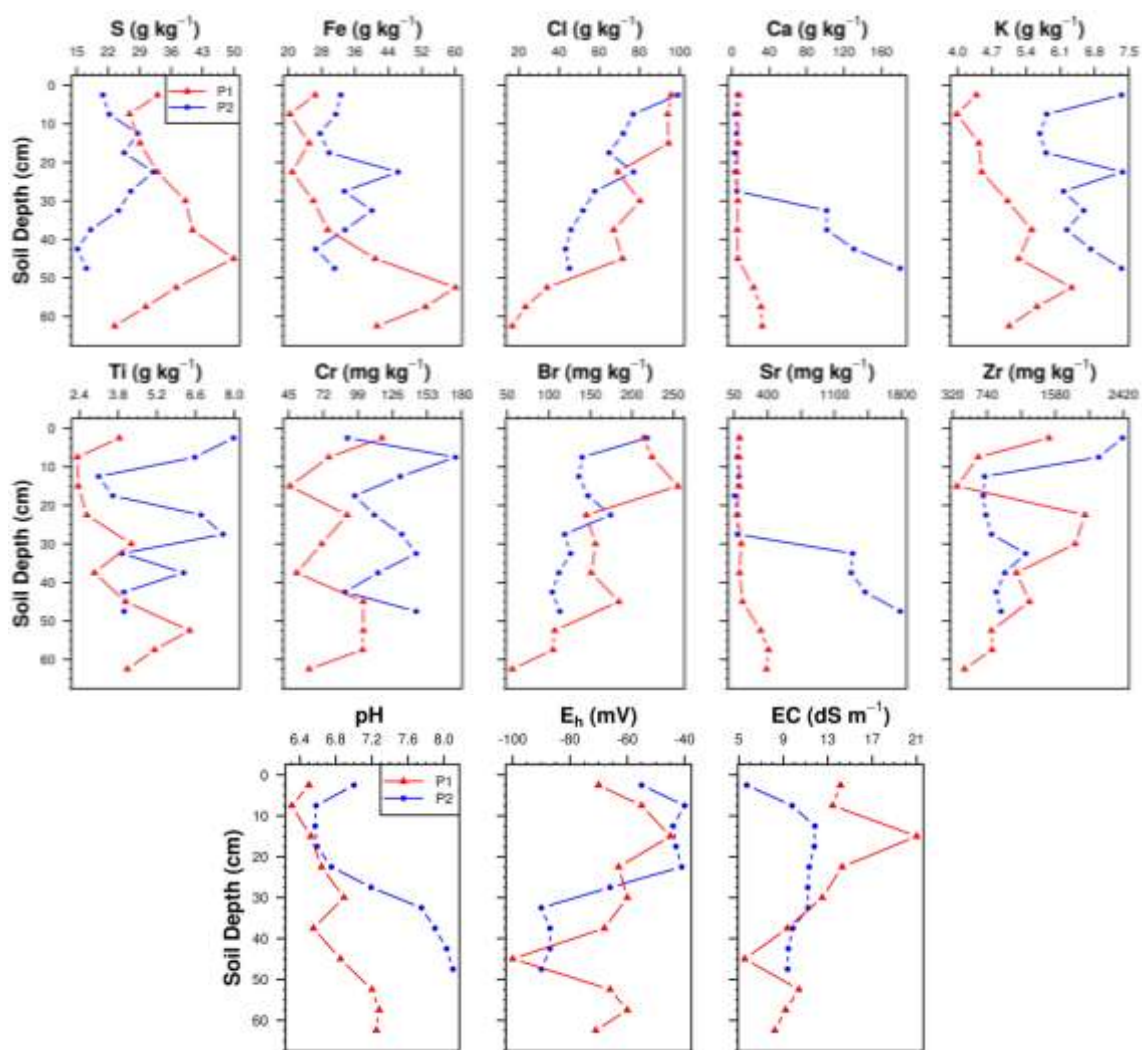 S (g kg⁻¹) Fe (g kg⁻¹) Cl (g kg⁻¹) Ca (g kg⁻¹) K (g kg⁻¹)
15 22 29 36 43 50 20 28 36 44 52 60 20 40 60 80 100 0 40 80 120 160 4.0 4.7 5.4 6.1 6.8 7.5
0
10
20
30
40
50
60
Soil Depth (cm)
P1
P2
Ti (g kg⁻¹) Cr (mg kg⁻¹) Br (mg kg⁻¹) Sr (mg kg⁻¹) Zr (mg kg⁻¹)
2.4 3.8 5.2 6.6 8.0 45 72 99 126 153 180 50 100 150 200 250 50 400 1100 1800 320 740 1580 2420
0
10
20
30
40
50
60
Soil Depth (cm)
pH Eₕ (mV) EC (dS m⁻¹)
6.4 6.8 7.2 7.6 8.0 -100 -80 -60 -40 5 9 13 17 21
0
10
20
30
40
50
60
Soil Depth (cm)
P1
P2